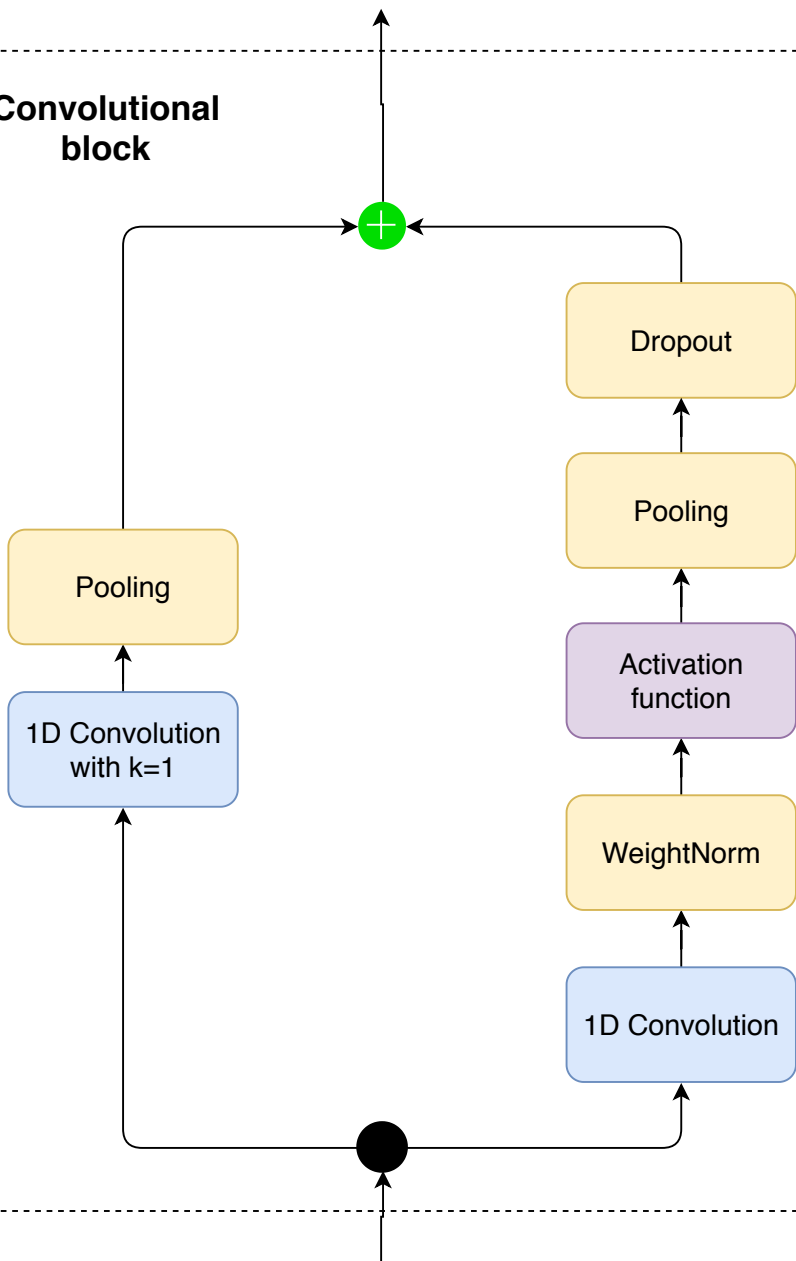 Convolutional
block
Dropout
Pooling
Pooling
Activation
function
1D Convolution
with k=1
WeightNorm
1D Convolution